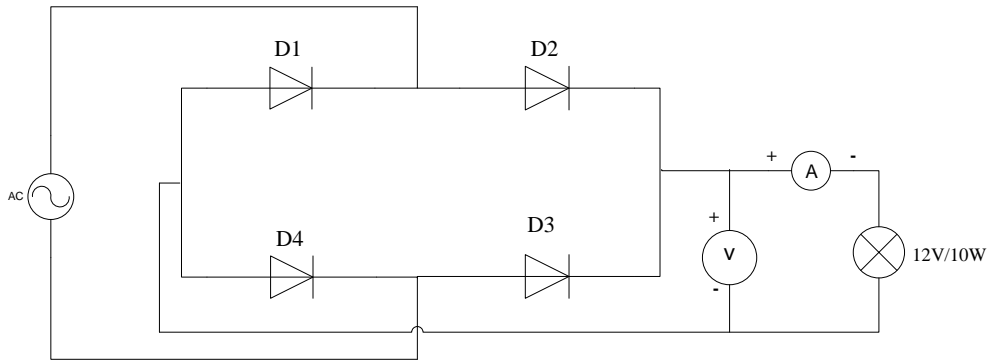 D1
D2
+
-
A
AC
+
D4
D3
V
12V/10W
-